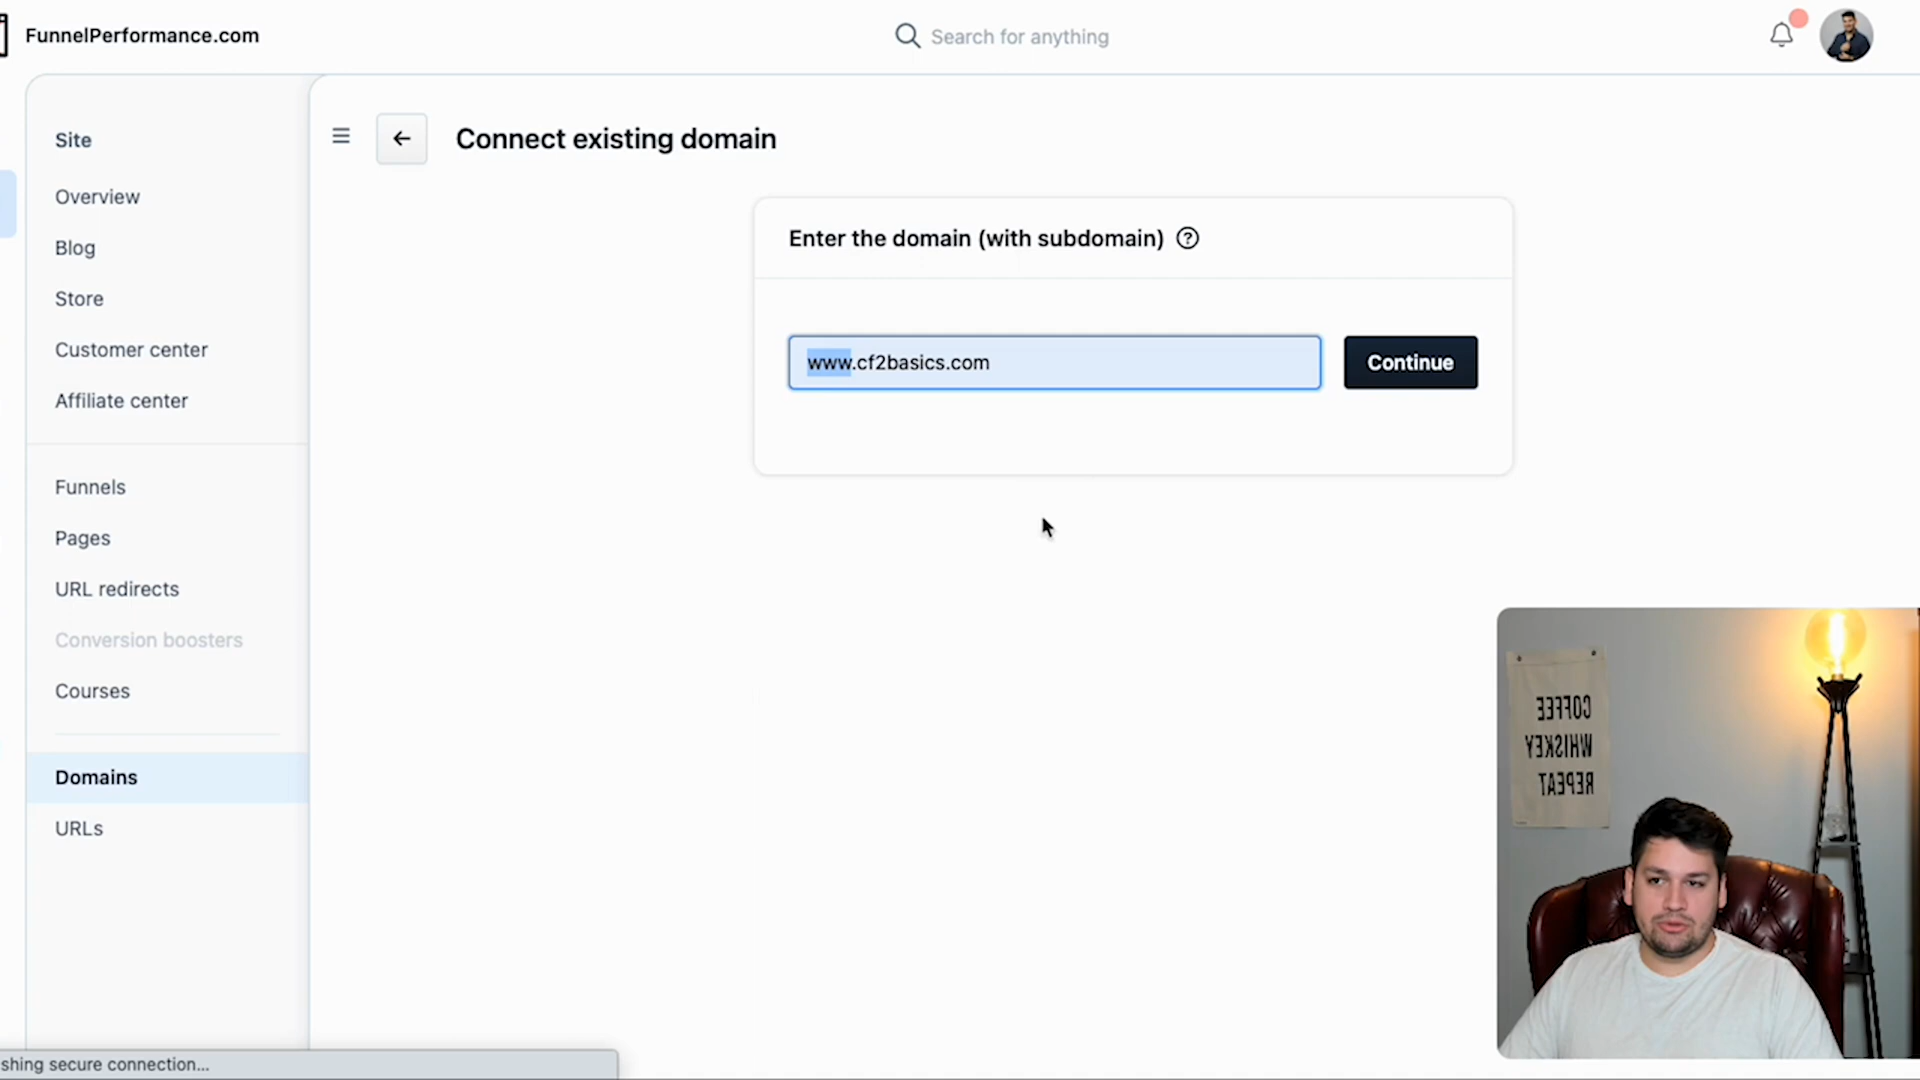 FunnelPerformance.com
Search for anything
Site
Overview
Blog
Store
Customer center
Affiliate center
Funnels
Pages
URL redirects
Conversion boosters
Courses
Domains
URLs
Connect existing domain
Enter the domain (with subdomain)
www.cf2basics.com
Continue
COFFEE
WHISKEY
REPEAT
shing secure connection...